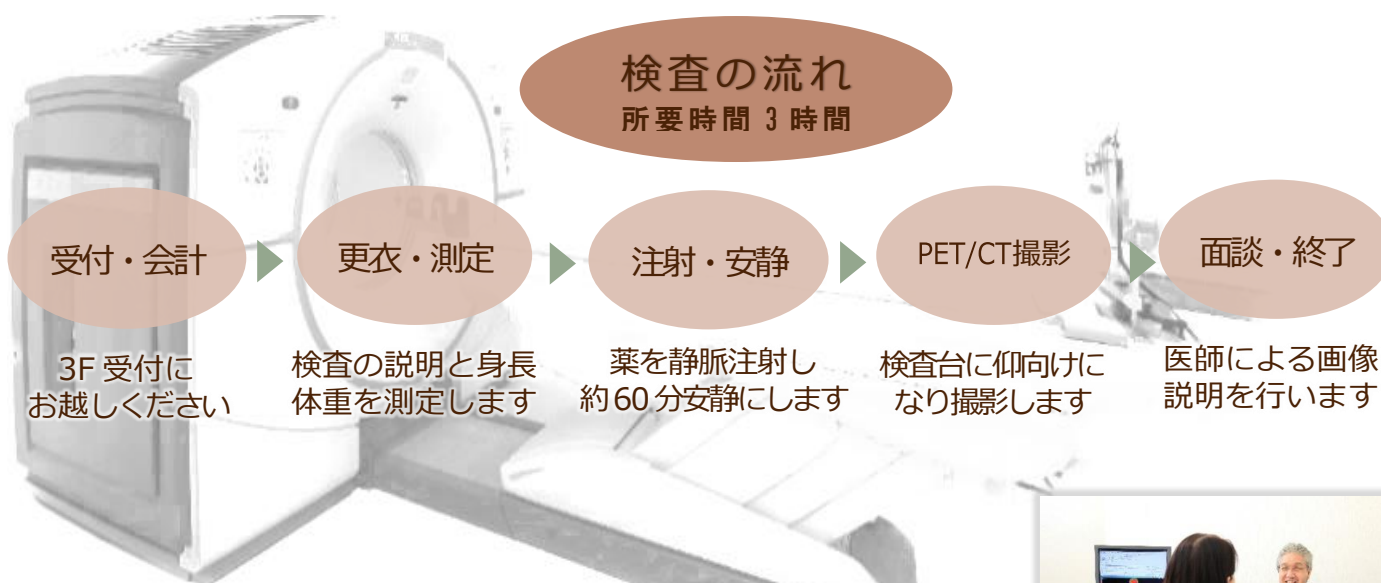 検査の流れ
所要時間 3 時間
受付・会計
3F 受付に
お越しください
更衣・測定
検査の説明と身長
体重を測定します
注射・安静
薬を静脈注射し
約60分安静にします
PET/CT撮影
検査台に仰向けに
なり撮影します
面談・終了
医師による画像
説明を行います